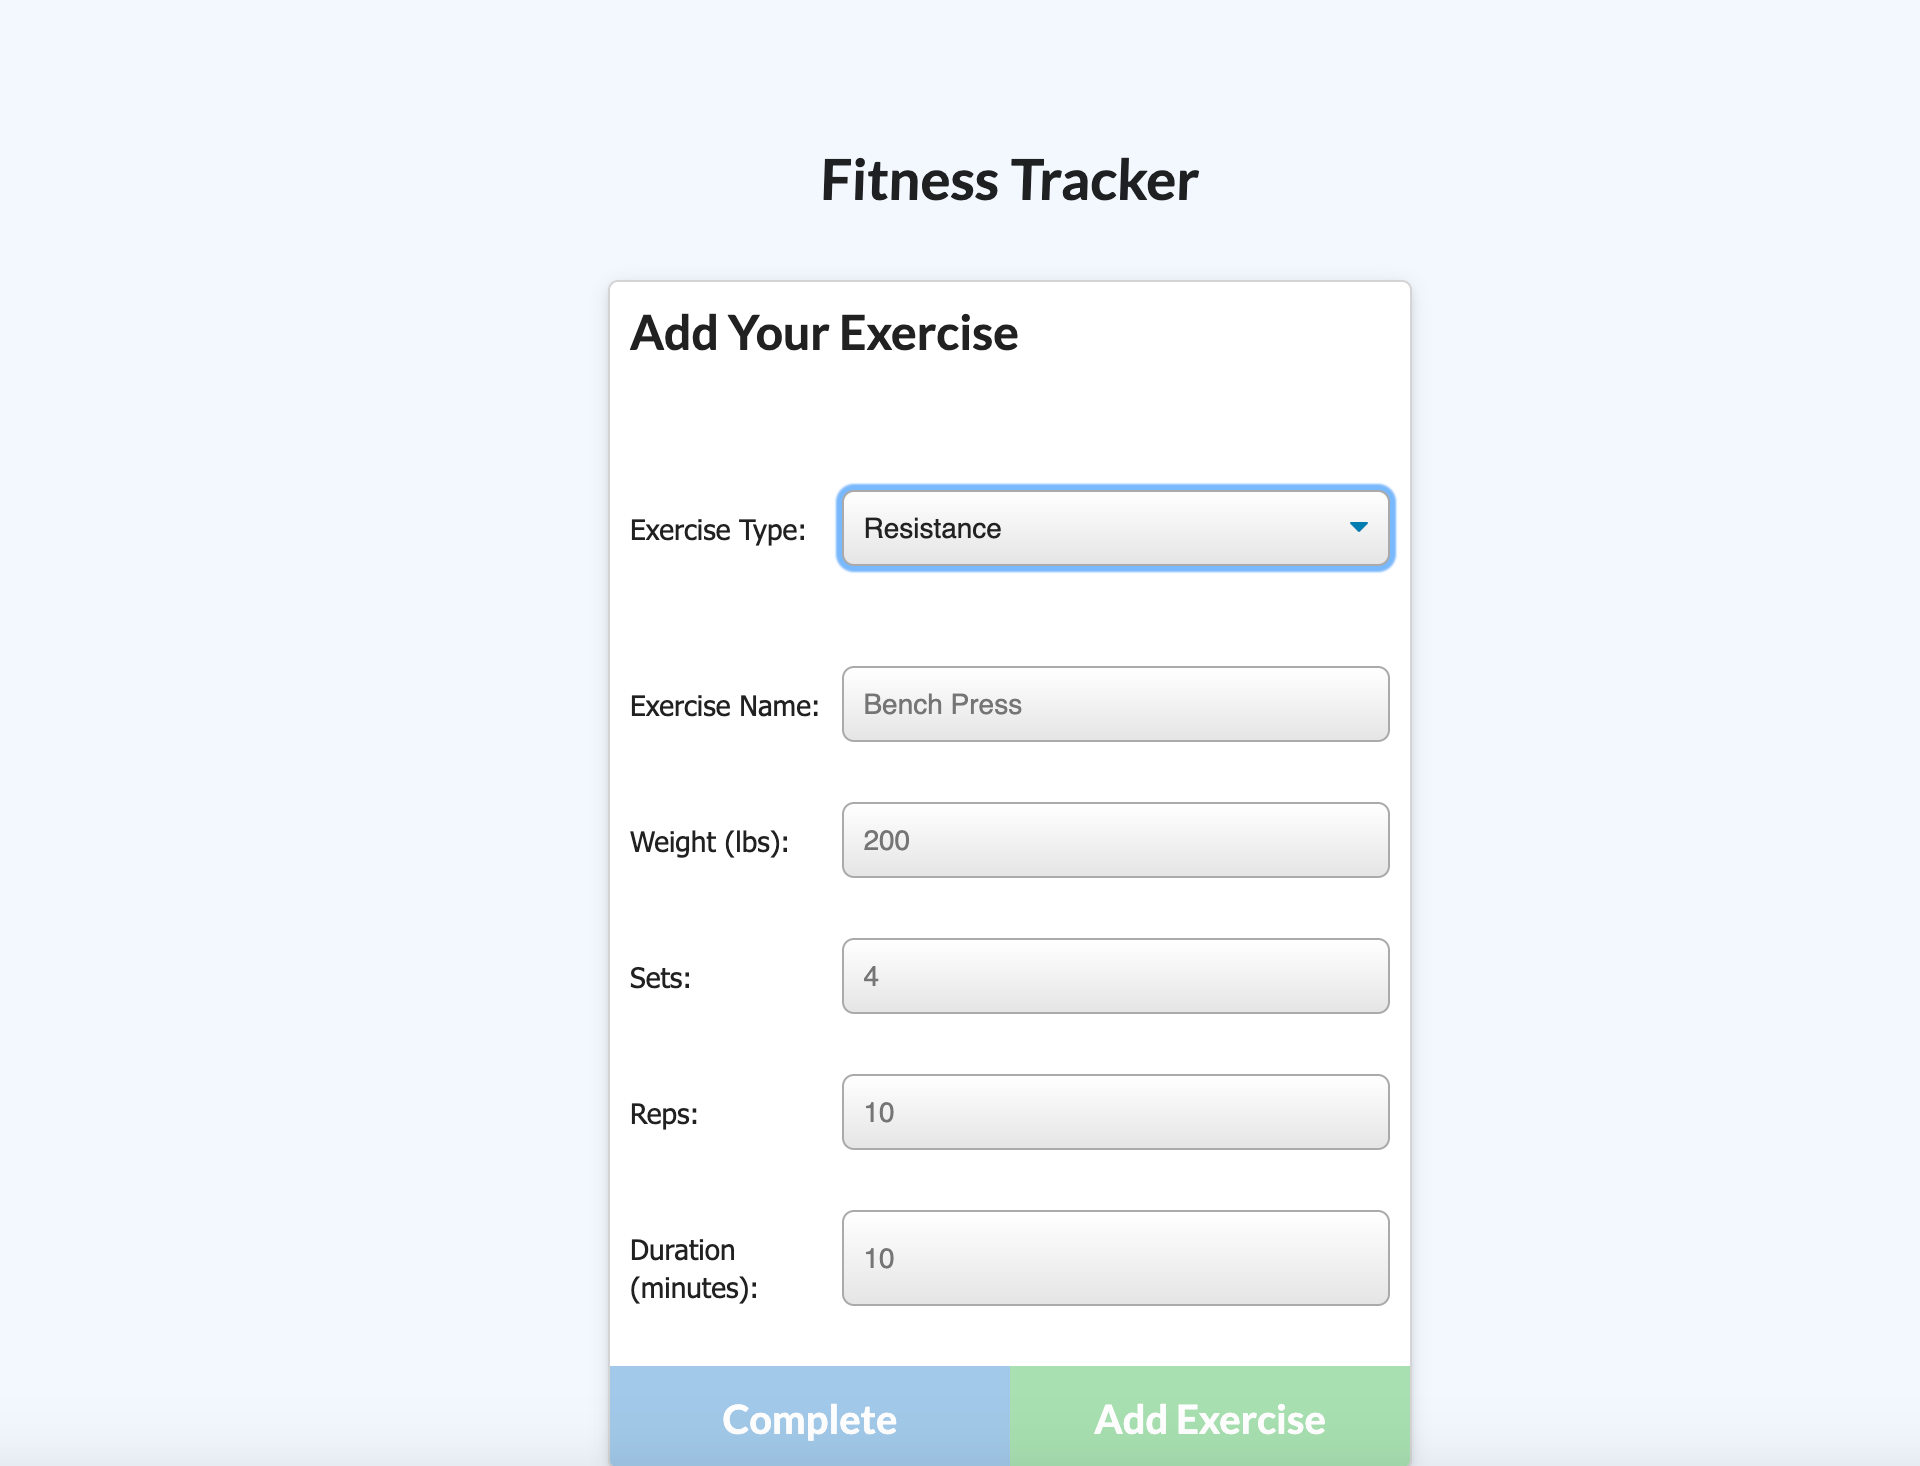 Fitness Tracker
Add Your Exercise
Exercise Type:
Resistance
Exercise Name:
Bench Press
Weight (lbs):
200
Sets:
4
Reps:
10
Duration
(minutes):
10
Complete
Add Exercise